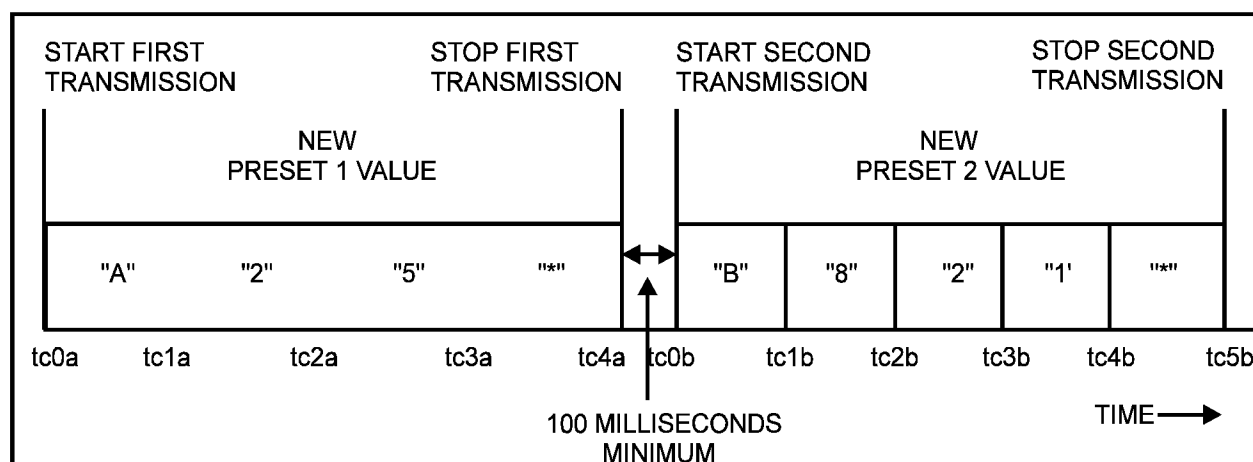 START FIRST
TRANSMISSION
STOP FIRST
TRANSMISSION
START SECOND
TRANSMISSION
STOP SECOND
TRANSMISSION
NEW
PRESET 1 VALUE
NEW
PRESET 2 VALUE
"A" "2" "5" "*" "B" "8" "2" "1' "*"
tc0a tc1a tc2a tc3a tc4a tc0b tc1b tc2b tc3b tc4b tc5b
100 MILLISECONDS
MINIMUM
TIME